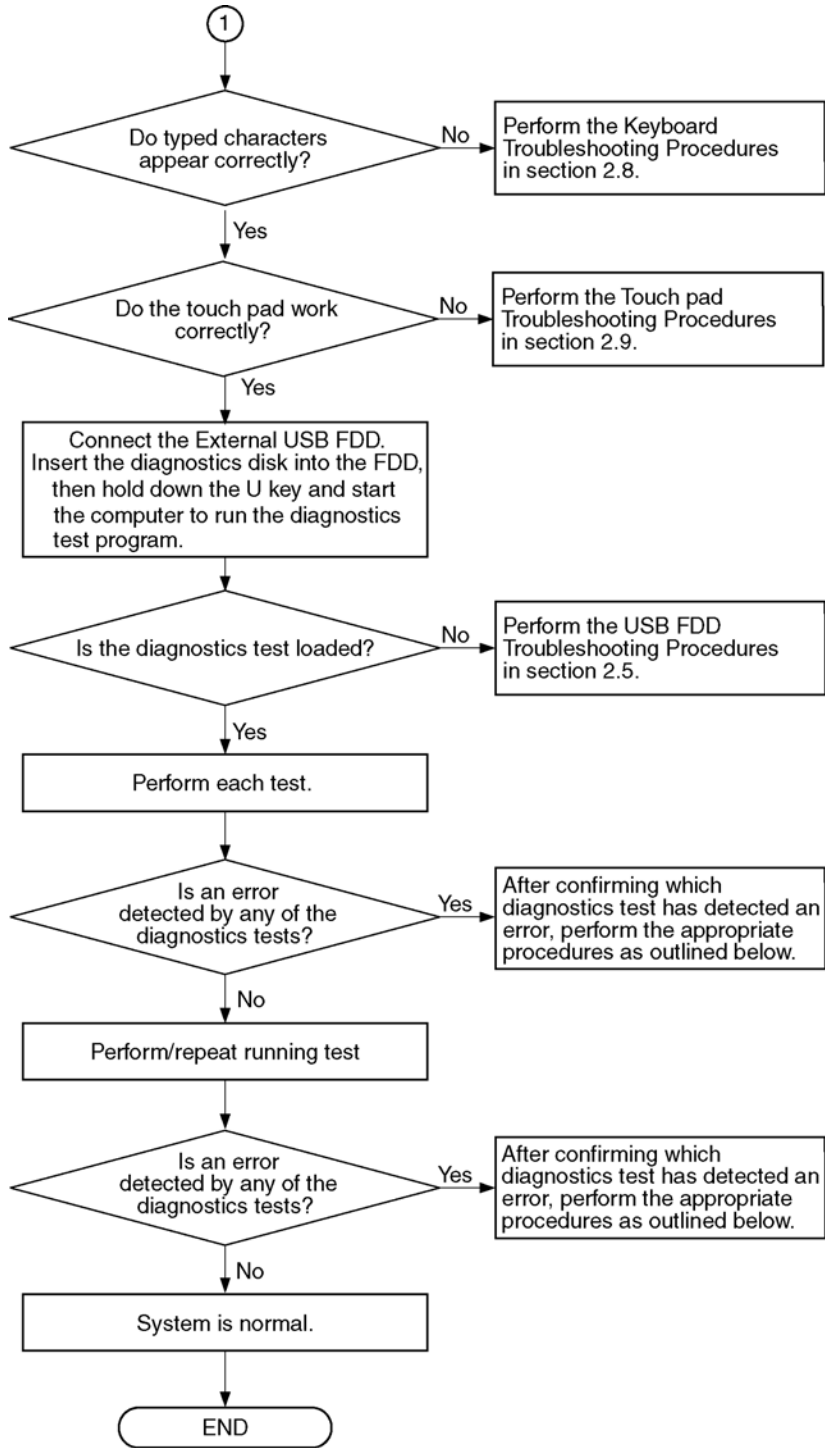 1
Do typed characters
appear correctly?
No
Perform the Keyboard
Troubleshooting Procedures
in section 2.8.
Yes
Do the touch pad work
correctly?
No
Perform the Touch pad
Troubleshooting Procedures
in section 2.9.
Yes
Connect the External USB FDD.
Insert the diagnostics disk into the FDD,
then hold down the U key and start
the computer to run the diagnostics
test program.
Is the diagnostics test loaded?
No
Perform the USB FDD
Troubleshooting Procedures
in section 2.5.
Yes
Perform each test.
Is an error
detected by any of the
diagnostics tests?
Yes
After confirming which
diagnostics test has detected an
error, perform the appropriate
procedures as outlined below.
No
Perform/repeat running test
Is an error
detected by any of the
diagnostics tests?
Yes
After confirming which
diagnostics test has detected an
error, perform the appropriate
procedures as outlined below.
No
System is normal.
END